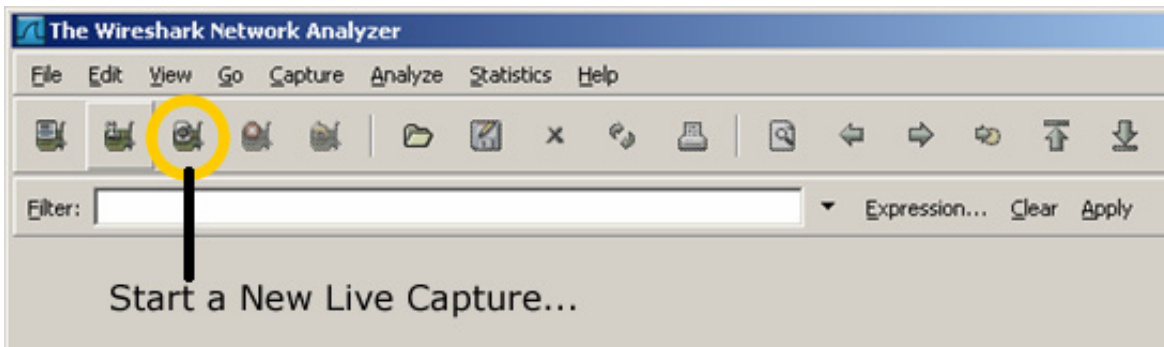 The Wireshark Network Analyzer
File Edit View Go Capture Analyze Statistics Help
Filter: Expression... Clear Apply
Start a New Live Capture...